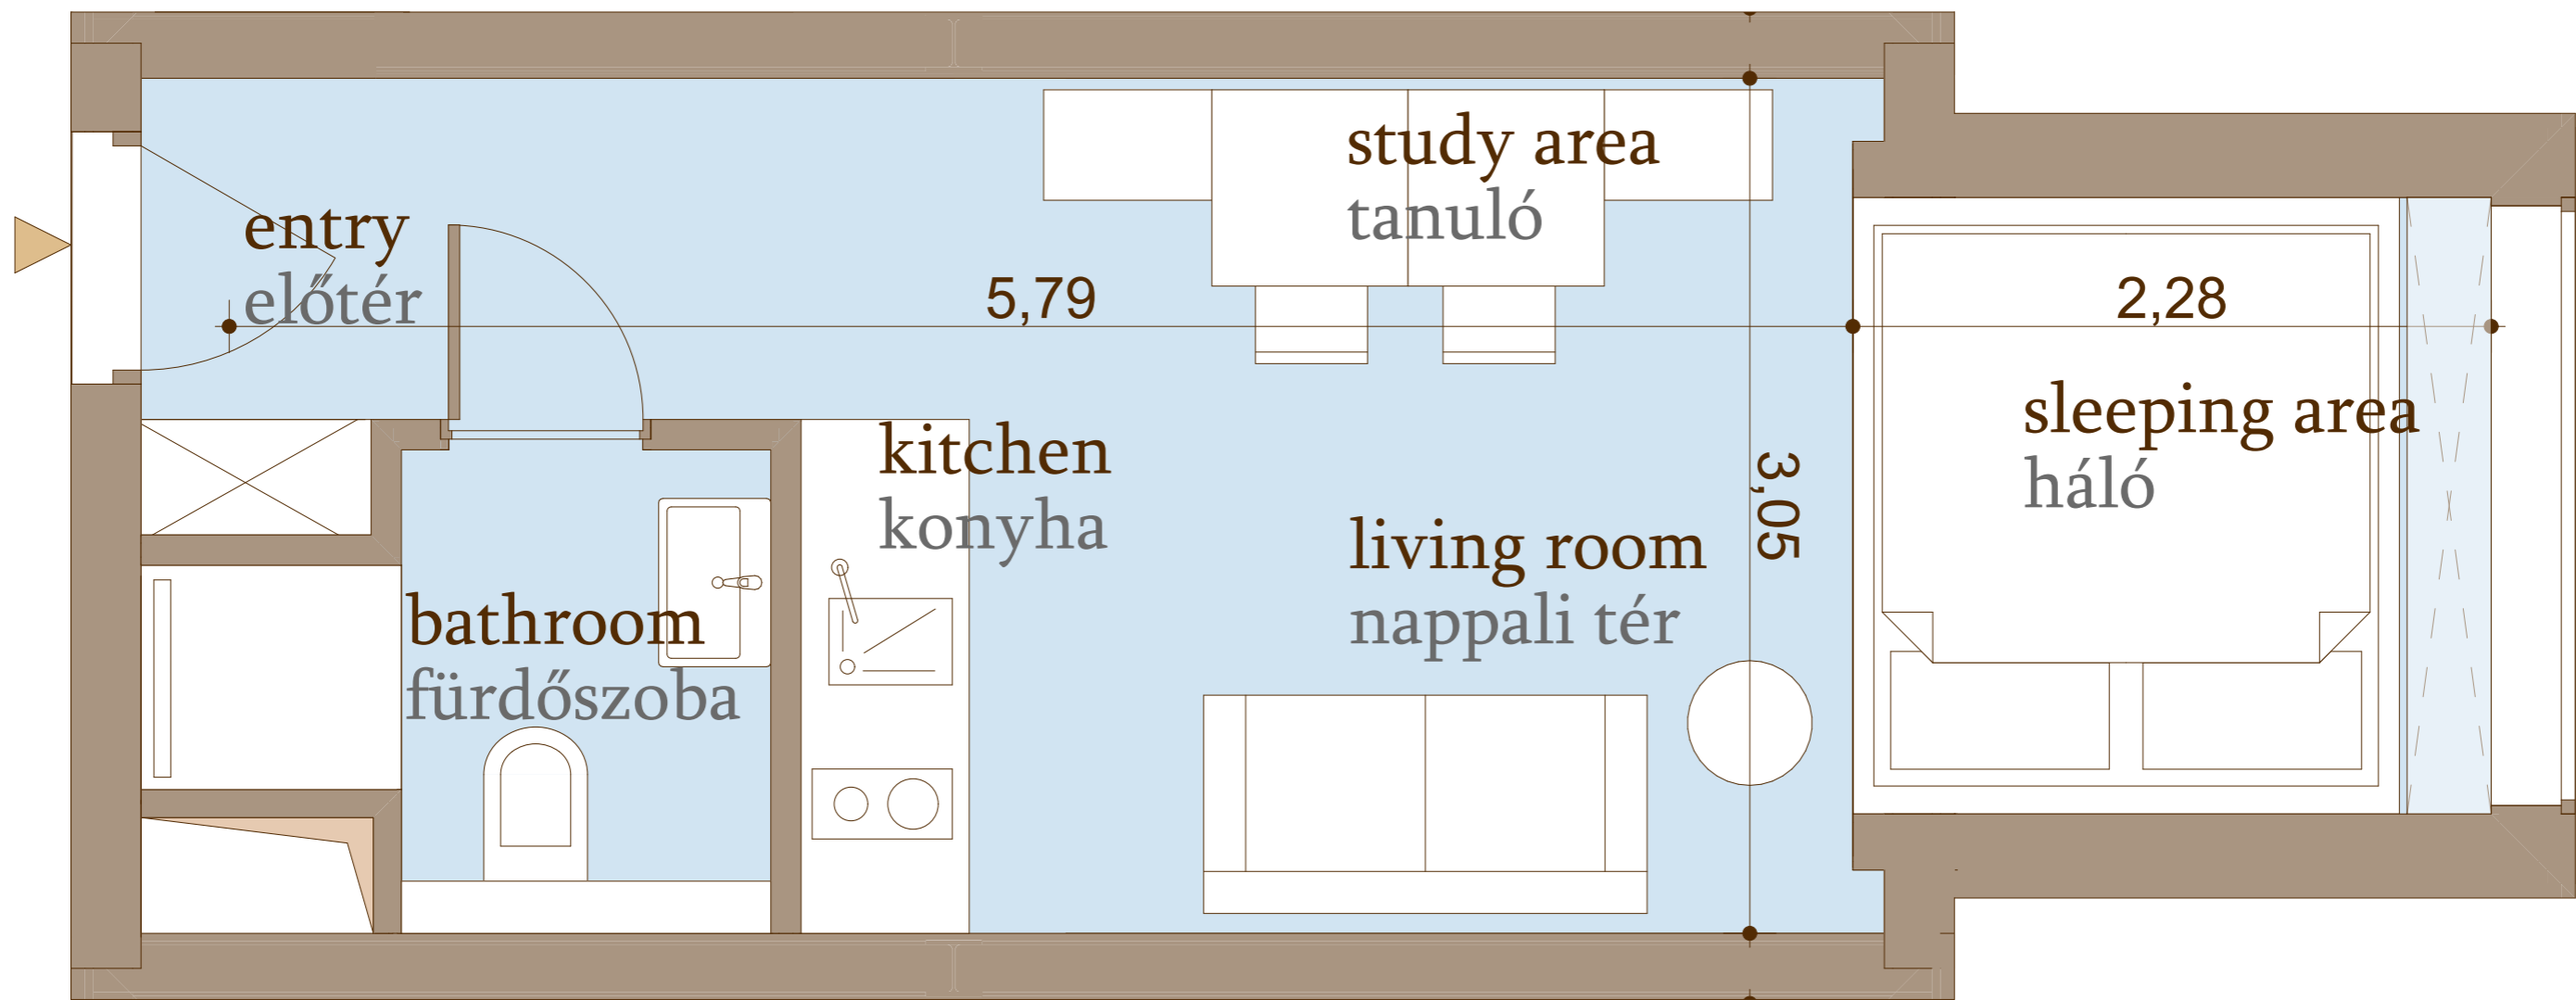 study area
tanuló
entry
előtér
5,79
2,28
sleeping area
háló
kitchen
konyha
3,05
living room
nappali tér
bathroom
fürdőszoba